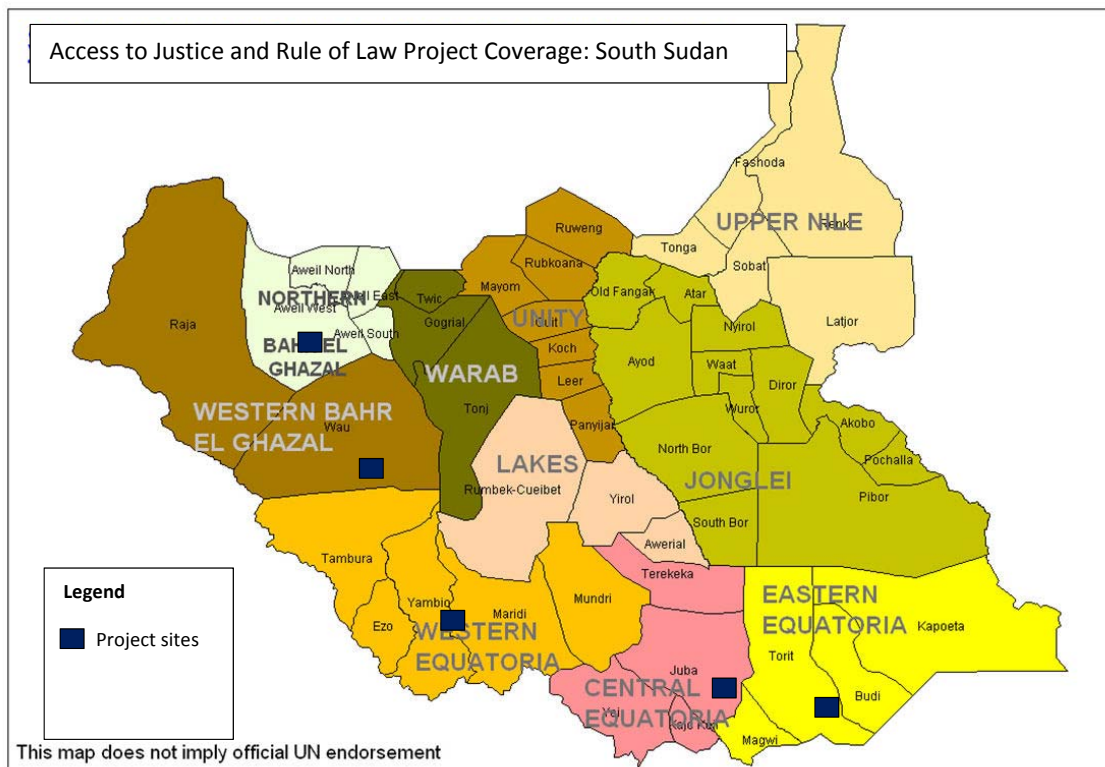 Access to Justice and Rule of Law Project Coverage: South Sudan
Fashoda
UPPER NILE
Renk
Ruweng
Tonga
Sobat
Rubkoana
Aweil North
Mayom
Old Fangak
Atar
NORTHERN
Aweil East
Twic
Aweil West
Gogrial
UNITY
Guit
Nyirol
Latjor
Raja
Aweil South
BAHR EL
GHAZAL
Koch
Ayod
Waat
WARAB
Leer
Diror
Tonj
Wuror
WESTERN BAHR
EL GHAZAL
Wau
Panyijar
Akobo
North Bor
Pochalla
LAKES
Rumbek-Cueibet
Yirol
JONGLEI
Pibor
South Bor
Awerial
Tambura
Terekeka
Yambio
Mundri
EASTERN
EQUATORIA
Maridi
Ezo
Kapoeta
WESTERN
EQUATORIA
Torit
Juba
CENTRAL
EQUATORIA
Yei
Kajo Keji
Budi
Magwi
Legend
Project sites
This map does not imply official UN endorsement